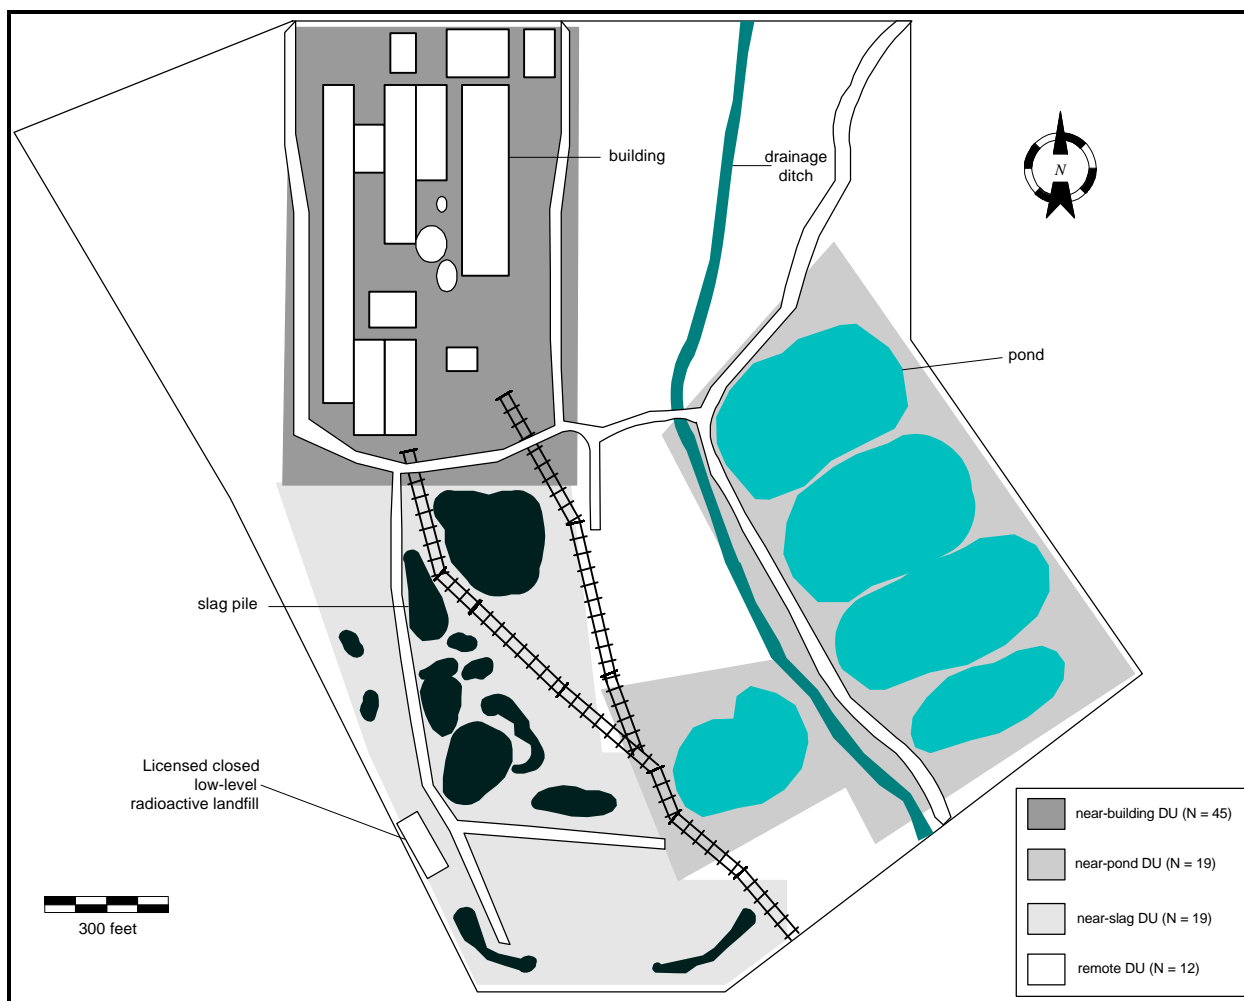 building
drainage
ditch
N
pond
slag pile
Licensed closed
low-level
radioactive landfill
300 feet
near-building DU (N = 45)
near-pond DU (N = 19)
near-slag DU (N = 19)
remote DU (N = 12)